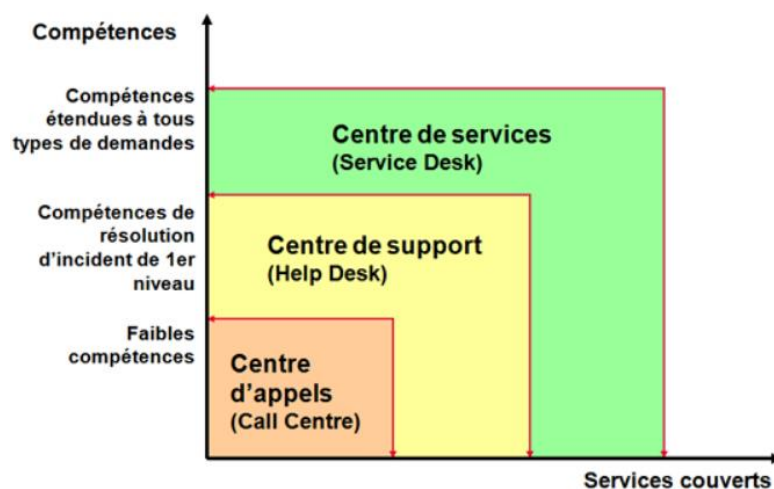 Compétences
Compétences
étendues à tous
types de demandes
Centre de services
(Service Desk)
Compétences de
résolution
d'incident de 1er
niveau
Centre de support
(Help Desk)
Faibles
compétences
Centre
d'appels
(Call Centre)
Services couverts